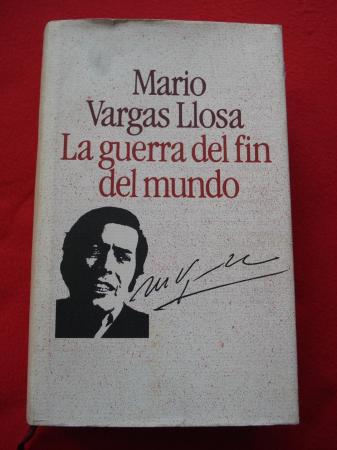 Mario
Vargas Llosa
La guerra del fin
del mundo